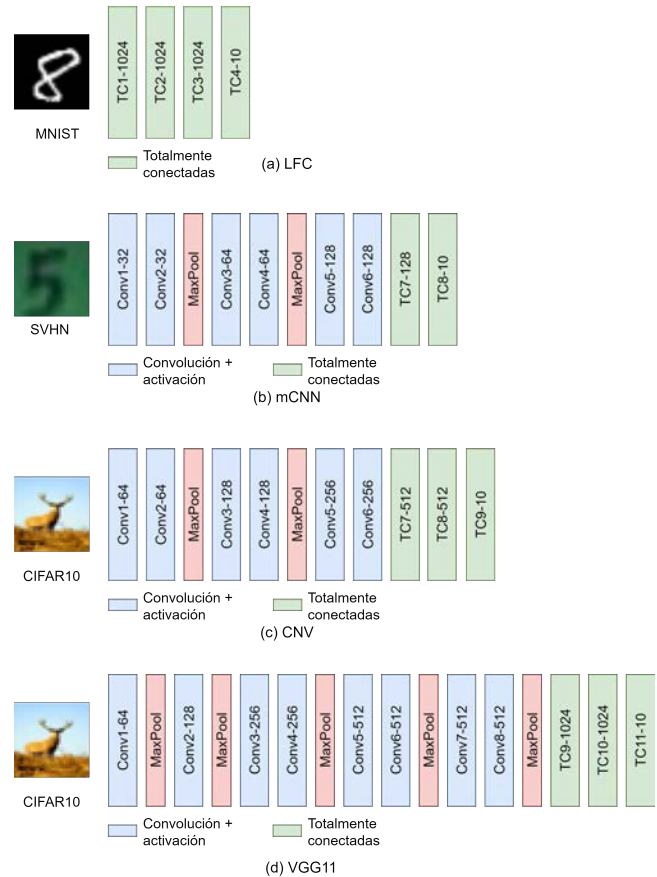 TC1-1024
TC2-1024
TC3-1024
TC4-10
MNIST
Totalmente
conectadas
(a) LFC
Conv1-32
Conv2-32
MaxPool
Conv3-64
Conv4-64
MaxPool
Conv5-128
Conv6-128
TC7-128
TC8-10
5
SVHN
Convolución +
activación
Totalmente
conectadas
(b) mCNN
Conv1-64
Conv2-64
MaxPool
Conv3-128
Conv4-128
MaxPool
Conv5-256
Conv6-256
TC7-512
TC8-512
TC9-10
CIFAR10
Convolución +
activación
Totalmente
conectadas
(c) CNV
Conv1-64
MaxPool
Conv2-128
MaxPool
Conv3-256
Conv4-256
MaxPool
Conv5-512
Conv6-512
MaxPool
Conv7-512
Conv8-512
MaxPool
TC9-1024
TC10-1024
TC11-10
CIFAR10
Convolución +
activación
Totalmente
conectadas
(d) VGG11
8